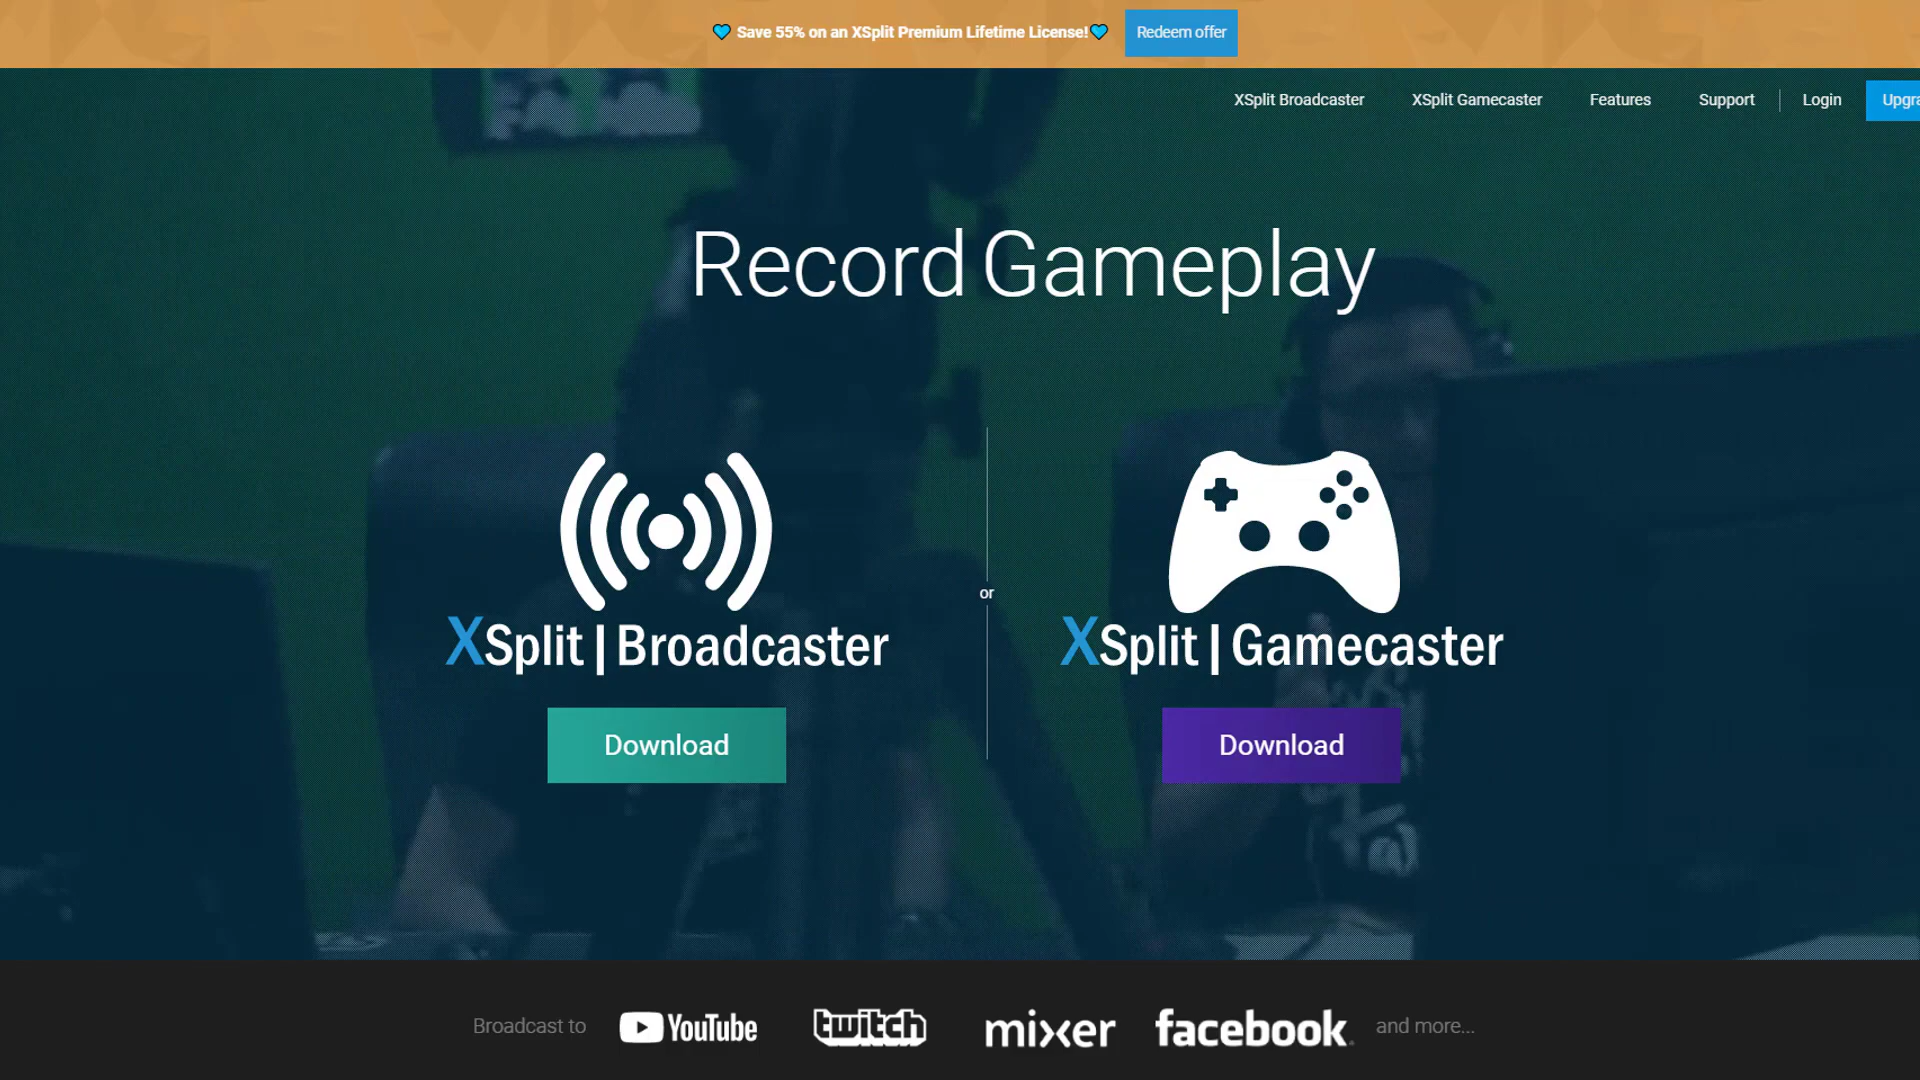 Save 55% on an XSplit Premium Lifetime License!
Redeem offer
XSplit Broadcaster
XSplit Gamecaster
Features
Support
Login
Upgra
Record Gameplay
XSplit | Broadcaster
or
XSplit | Gamecaster
Download
Download
Broadcast to
YouTube
twitch
mixer
facebook
and more...